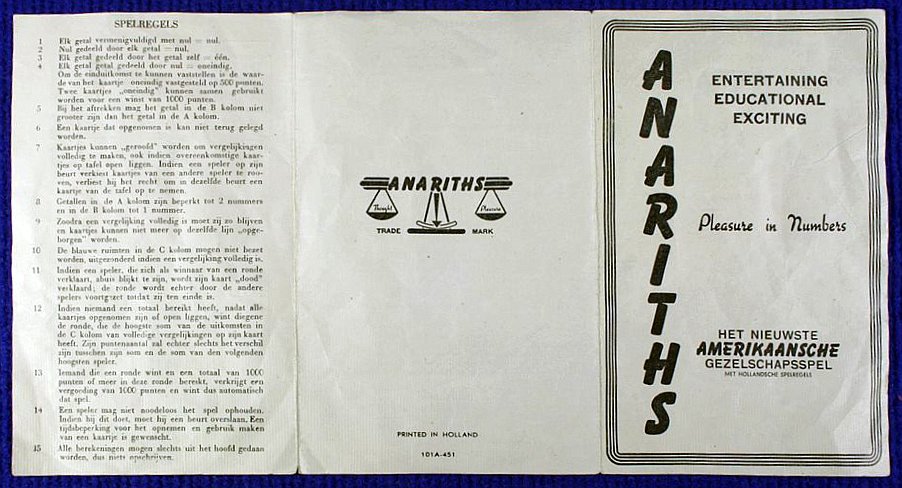 SPELREGELS
1 Elk getal vermenigvuldigd met nul = nul.
2 Nul gedeeld door elk getal = nul.
3 Elk getal gedeeld door het getal zelf = één.
4 Elk getal getal gedeeld door nul = oneindig.
Om de einduitkomst te kunnen vaststellen is de waar-
de van het kaartje oneindig vastgesteld op 500 punten.
Twee kaartjes „oneindig" kunnen samen gebruikt
worden voor een winst van 1000 punten.
5 Bij het aftrekken mag het getal in de B kolom niet
grooter zijn dan het getal in de A kolom.
6 Een kaartje dat opgenomen is kan niet terug gelegd
worden.
7 Kaartjes kunnen „geroofd" worden om vergelijkingen
volledig te maken, ook indien overeenkomstige kaar-
tjes op tafel open liggen. Indien een speler op zijn
beurt verkiest kaartjes van een andere speler te roo-
ven, verbest hij het recht om in dezelfde beurt een
kaartje van de tafel op te nemen.
8 Getallen in de A kolom zijn beperkt tot 2 nummers
en in de B kolom tot 1 nummer.
9 Zoodra een vergelijking volledig is moet zij zo blijven
en kaartjes kunnen niet meer op dezelfde lijn „opge-
borgen" worden.
10 De blauwe ruimten in de C kolom mogen niet bezet
worden, uitgezonderd indien een vergelijking volledig is.
11 Indien een speler, die zich als winnaar van een ronde
verklaart, abuis blijkt te zijn, wordt zijn kaart „dood"
verklaard; de ronde wordt echter door de andere
spelers voortgezet totdat zij ten einde is.
12 Indien niemand een totaal bereikt heeft, nadat alle
kaartjes opgenomen zijn of open liggen, wint diegene
de ronde, die de hoogste som van de uitkomsten in
de C kolom van volledige vergelijkingen op zijn kaart
heeft. Zijn puntenaantal zal echter slechts het verschil
zijn tusschen zijn som en de som van den volgenden
hoogsten speler.
13 Iemand die een ronde wint en een totaal van 1000
punten of meer in deze ronde bereikt, verkrijgt een
vergoeding van 1000 punten en wint dus automatisch
dat spel.
14 Een speler mag niet noodeloos het spel ophouden.
Indien hij dit doet, moet hij een beurt overslaan. Een
tijdsbeperking voor het opnemen en gebruik maken
van een kaartje is gewenscht.
15 Alle berekeningen mogen slechts uit het hoofd gedaan
worden, dus niets opschrijven.
ANARITHS
Thought Pleasure
TRADE MARK
PRINTED IN HOLLAND
101A-451
ANARITHS
ENTERTAINING
EDUCATIONAL
EXCITING
Pleasure in Numbers
HET NIEUWSTE
AMERIKAANSCHE
GEZELSCHAPSSPEL
MET HOLLANDSCHE SPELREGELS